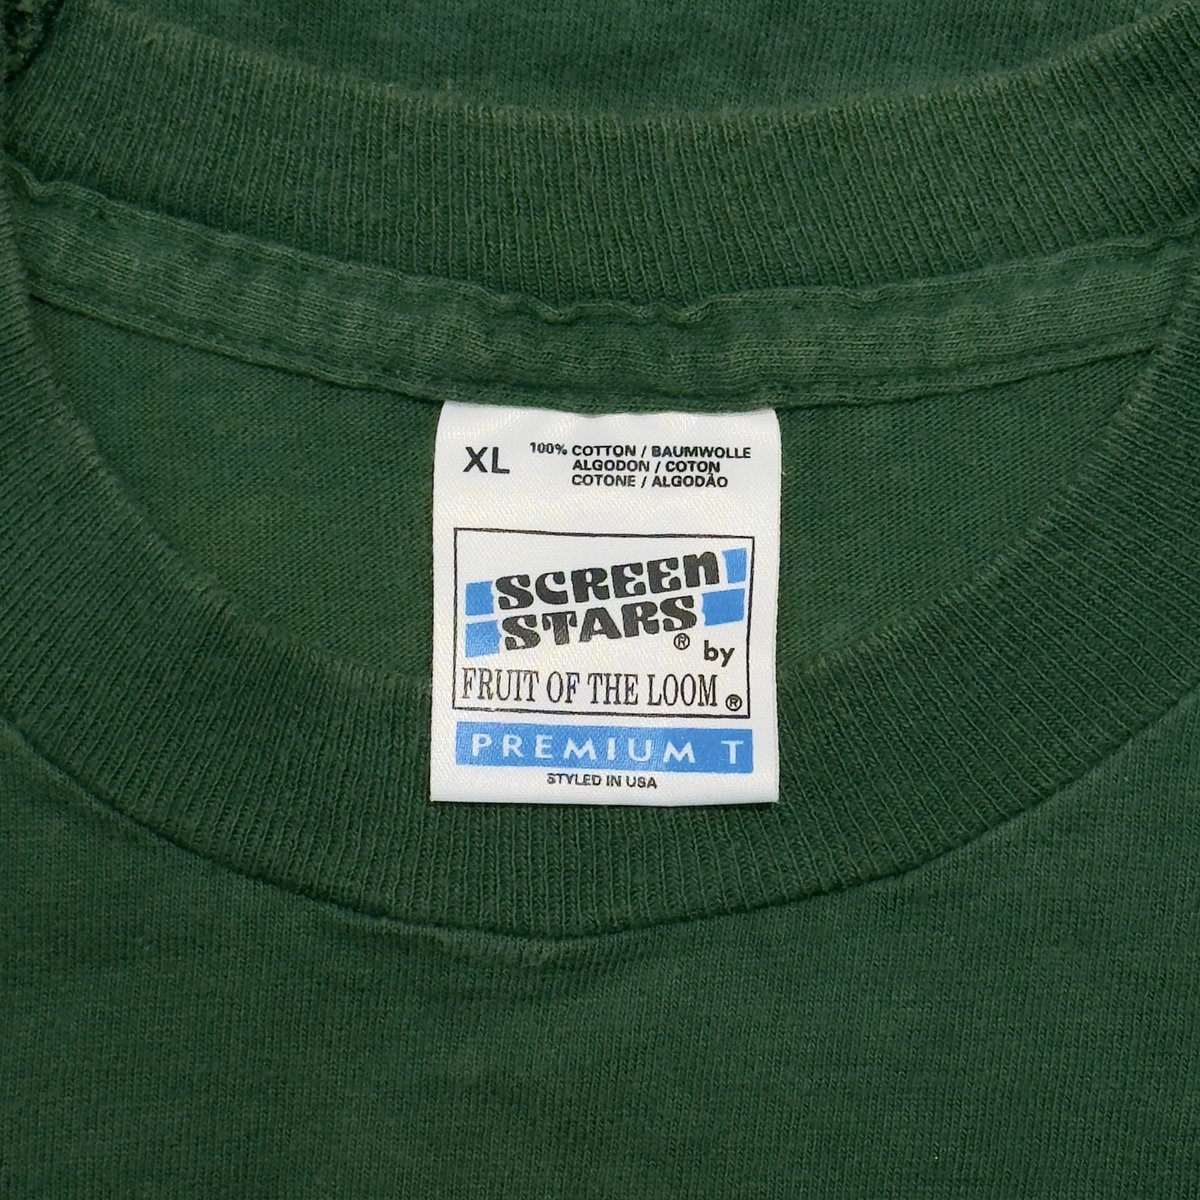 XL
100% COTTON / BAUMWOLLE
ALGODON / COTON
COTONE / ALGODÃO
SCREEN
STARS®
by
FRUIT OF THE LOOM®
PREMIUM T
STYLED IN USA